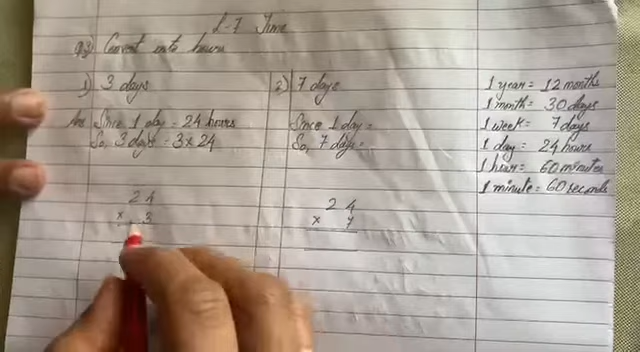 L-7 Time
Q3) Convert into hours
1) 3 days
Ans Since 1 day = 24 hours
So, 3 days = 3 x 24
2 4
x 3
2) 7 days
Since 1 day =
So, 7 days =
2 4
x 7
1 year = 12 months
1 month = 30 days
1 week = 7 days
1 day = 24 hours
1 hour = 60 minutes
1 minute = 60 seconds